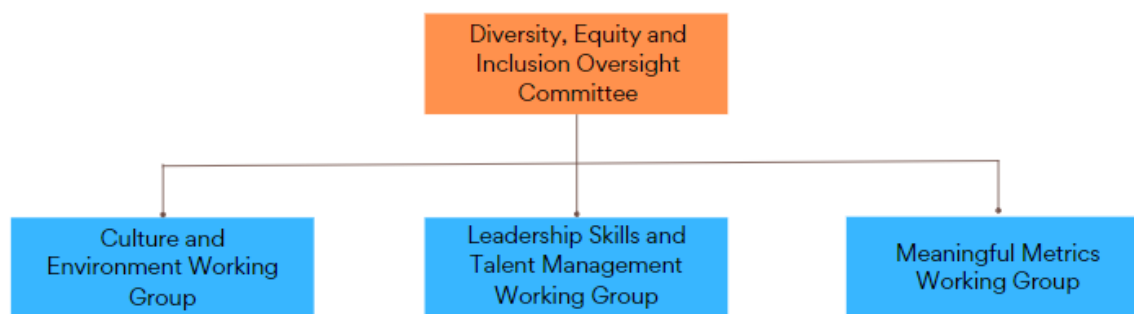 Diversity, Equity and
Inclusion Oversight
Committee
Culture and
Environment Working
Group
Leadership Skills and
Talent Management
Working Group
Meaningful Metrics
Working Group